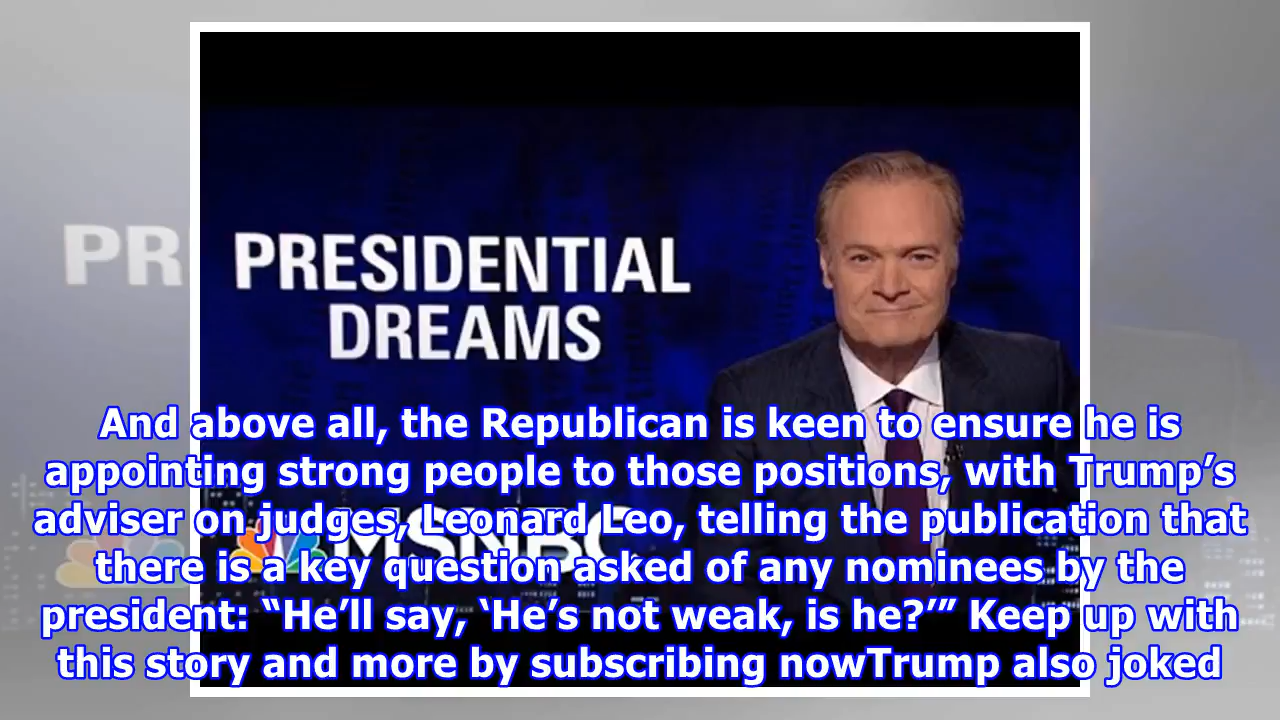 PRI
PRESIDENTIAL
DREAMS
And above all, the Republican is keen to ensure he is
appointing strong people to those positions, with Trump’s
adviser on judges, Leonard Leo, telling the publication that
MSNBC
there is a key question asked of any nominees by the
president: “He’ll say, ‘He’s not weak, is he?’” Keep up with
this story and more by subscribing nowTrump also joked